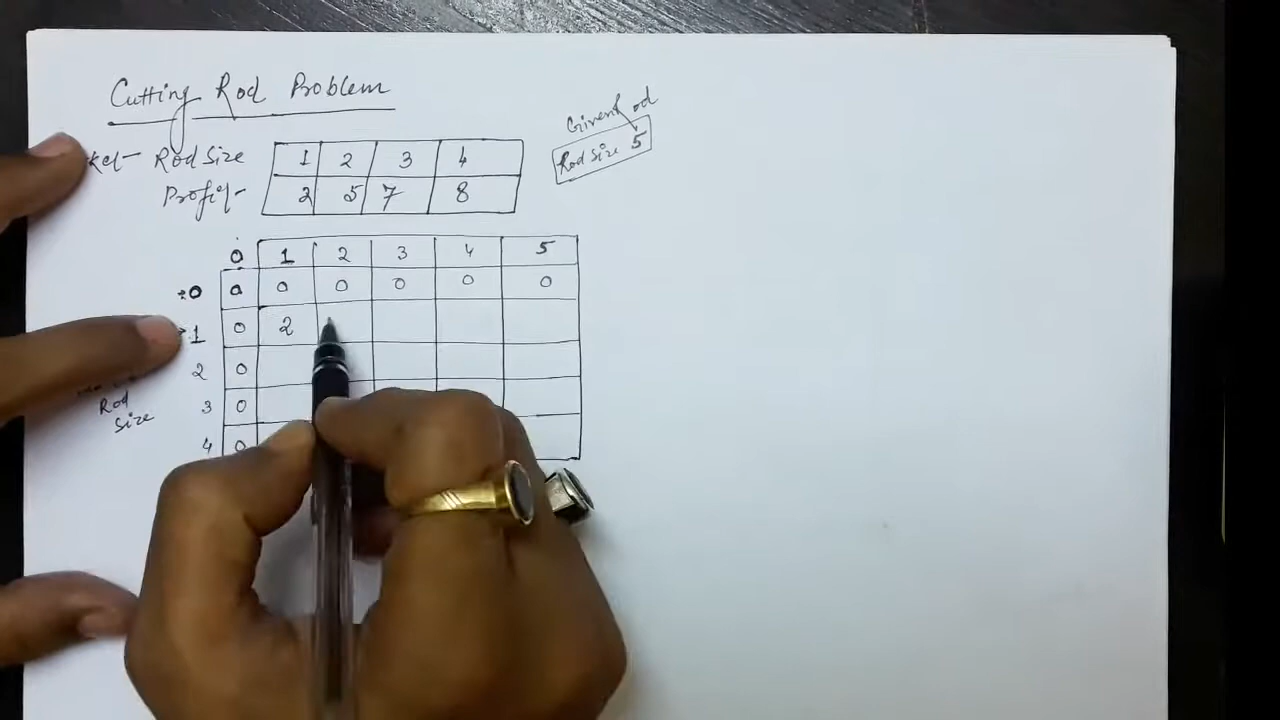 Cutting Rod Problem
Given Rod
Rod Size 5
ket- Rod Size 1 2 3 4
Profit- 2 5 7 8
0 1 2 3 4 5
0 0 0 0 0 0 0
1 0 2
2 0
3 0
Rod
Size
4 0